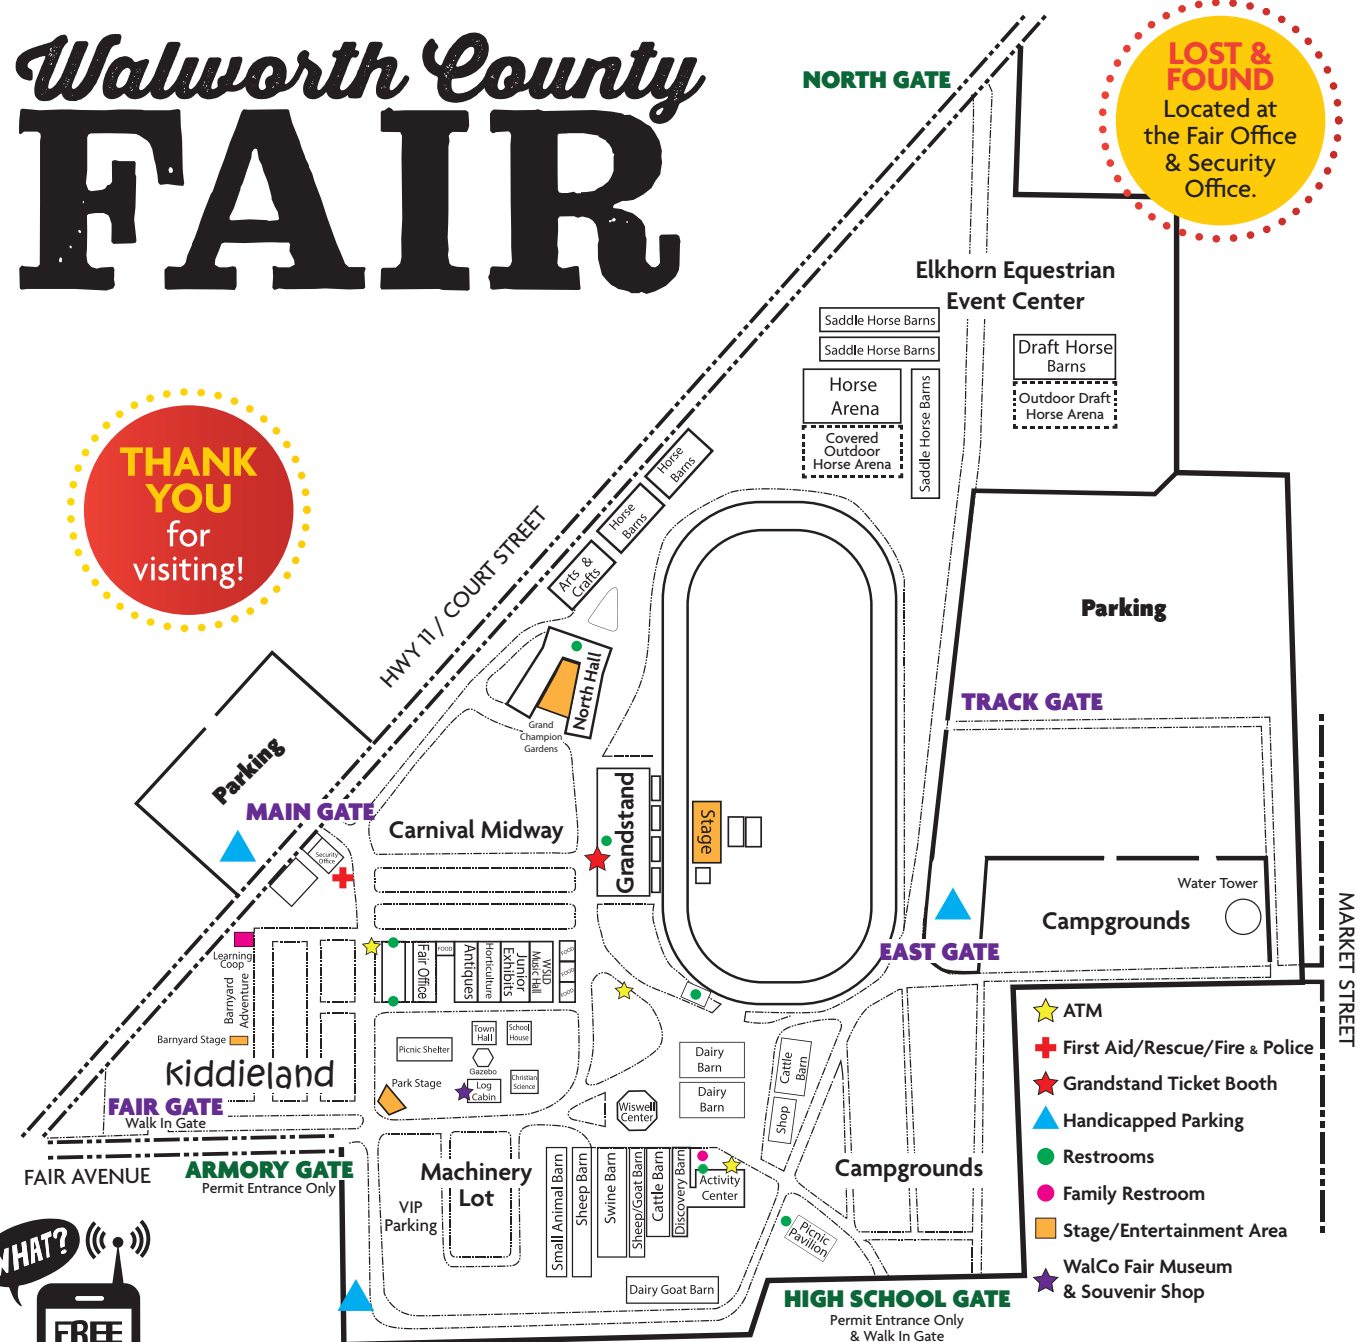 Walworth County
FAIR
LOST &
FOUND
Located at
the Fair Office
& Security
Office.
THANK
YOU
for
visiting!
NORTH GATE
Elkhorn Equestrian
Event Center
Saddle Horse Barns
Saddle Horse Barns
Horse
Arena
Covered
Outdoor
Horse Arena
Saddle Horse Barns
Draft Horse
Barns
Outdoor Draft
Horse Arena
Horse
Barns
Horse
Barns
Arts &
Crafts
HWY 11 / COURT STREET
North Hall
Grand
Champion
Gardens
Parking
Parking
TRACK GATE
MAIN GATE
Security
Office
Carnival Midway
Grandstand
Stage
Water Tower
Campgrounds
EAST GATE
MARKET STREET
Learning
Coop
Barnyard
Adventure
Barnyard Stage
Kiddieland
Fair Office
FOOD
Antiques
Horticulture
Junior
Exhibits
WSLD
Music Hall
FOOD
FOOD
FOOD
Picnic Shelter
Town
Hall
School
House
Gazebo
Log
Cabin
Christian
Science
Park Stage
Dairy
Barn
Dairy
Barn
Cattle
Barn
Shop
Wiswell
Center
FAIR GATE
Walk In Gate
FAIR AVENUE
ARMORY GATE
Permit Entrance Only
VIP
Parking
Machinery
Lot
Small Animal Barn
Sheep Barn
Swine Barn
Sheep/Goat Barn
Cattle Barn
Discovery Barn
Activity
Center
Dairy Goat Barn
Picnic
Pavilion
Campgrounds
HIGH SCHOOL GATE
Permit Entrance Only
& Walk In Gate
ATM
First Aid/Rescue/Fire & Police
Grandstand Ticket Booth
Handicapped Parking
Restrooms
Family Restroom
Stage/Entertainment Area
WalCo Fair Museum
& Souvenir Shop
WHAT?
FREE